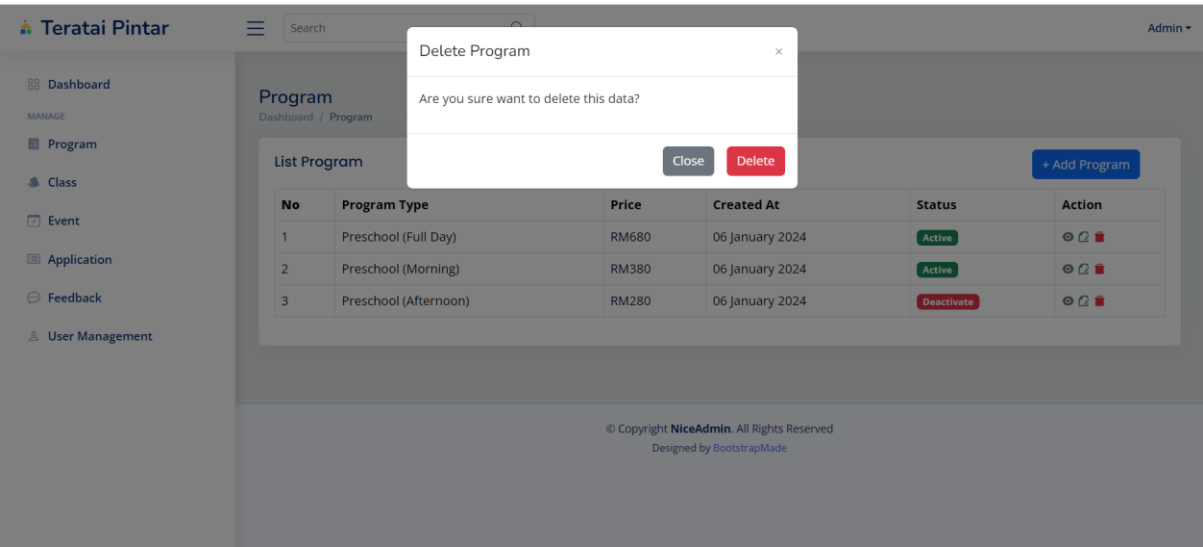 Teratai Pintar
Search
Admin
Delete Program
×
Are you sure want to delete this data?
Close
Delete
Dashboard
MANAGE
Program
Class
Event
Application
Feedback
User Management
Program
Dashboard / Program
List Program
+ Add Program
No Program Type Price Created At Status Action
1 Preschool (Full Day) RM680 06 January 2024 Active
2 Preschool (Morning) RM380 06 January 2024 Active
3 Preschool (Afternoon) RM280 06 January 2024 Deactivate
© Copyright NiceAdmin. All Rights Reserved
Designed by BootstrapMade